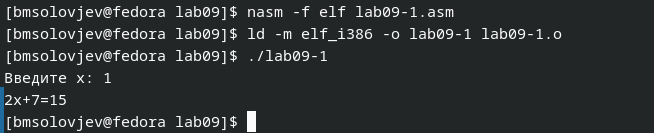 [bmsolovjev@fedora lab09]$ nasm -f elf lab09-1.asm
[bmsolovjev@fedora lab09]$ ld -m elf_i386 -o lab09-1 lab09-1.o
[bmsolovjev@fedora lab09]$ ./lab09-1
Введите x: 1
2x+7=15
[bmsolovjev@fedora lab09]$